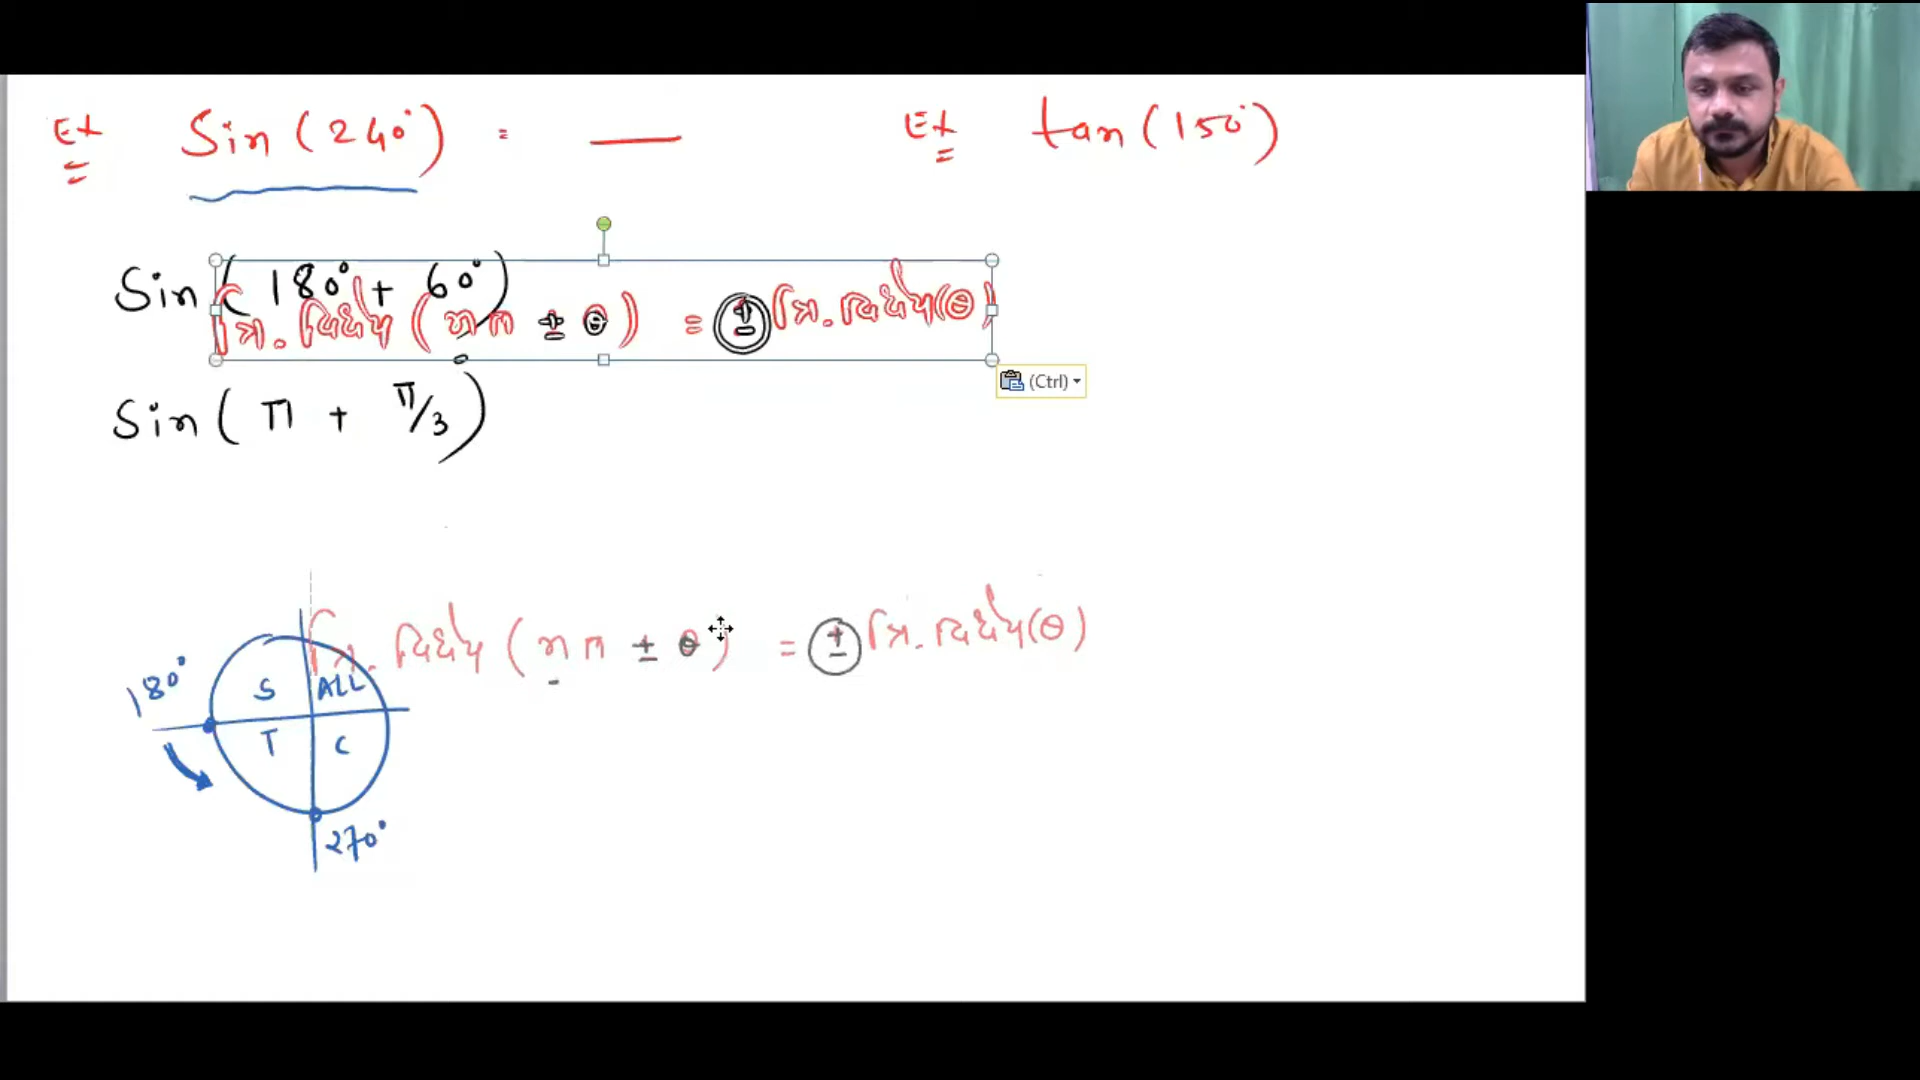 Ex Sin(240°) = ___ Ex tan(150°)
Sin(180° + 60°)
ત્રિ. વિધેય (nπ ± θ) = ± ત્રિ. વિધેય(θ)
(Ctrl)
Sin(π + π/3)
ત્રિ. વિધેય (nπ ± θ) = ± ત્રિ. વિધેય(θ)
180° S ALL
T C
270°